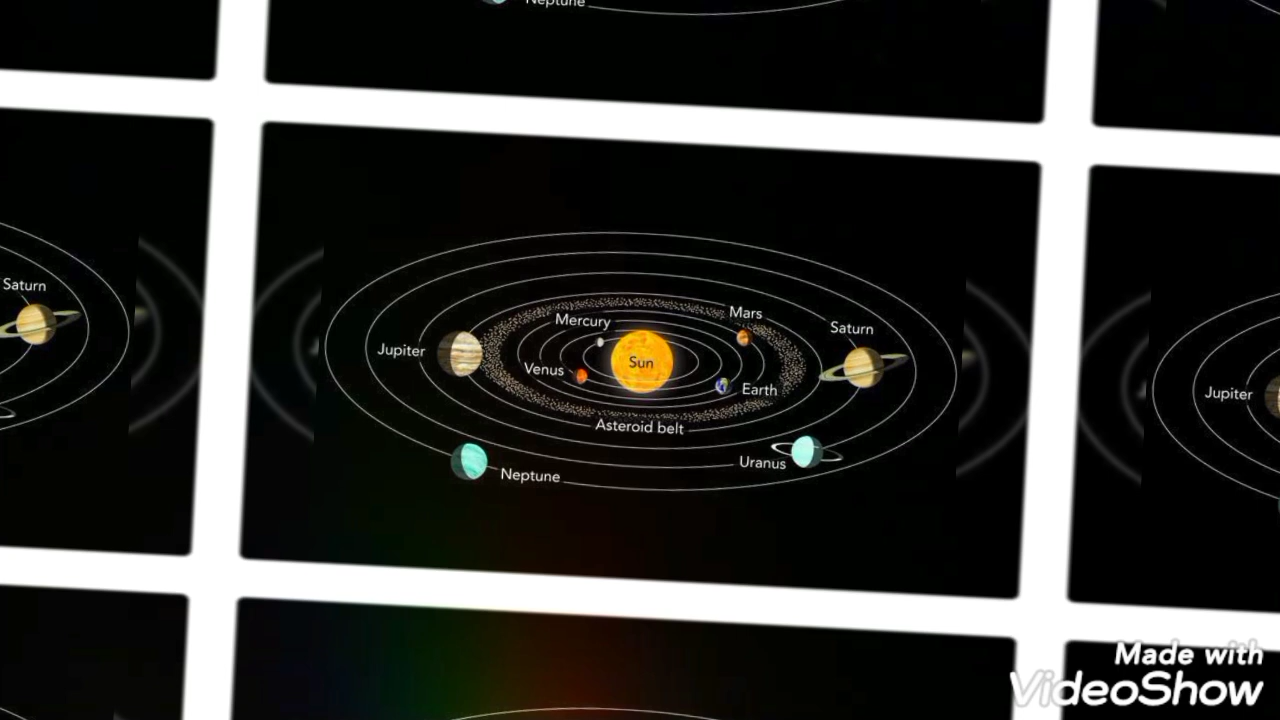 Neptune
Saturn
Mercury
Mars
Saturn
Jupiter
Sun
Venus
Earth
Jupiter
Asteroid belt
Uranus
Neptune
Made with
VideoShow